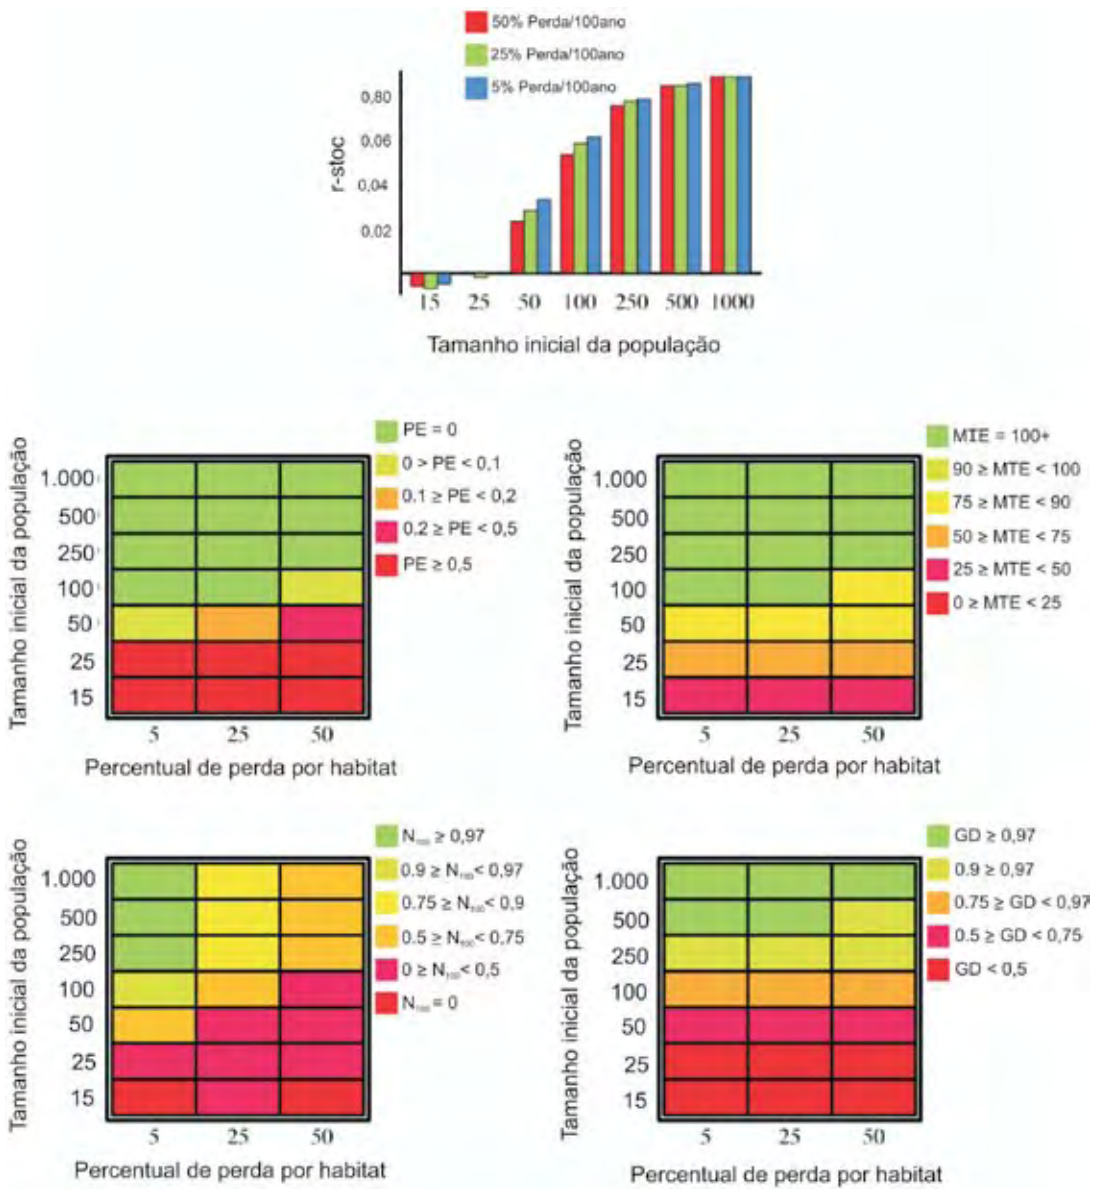 50% Perda/100ano
25% Perda/100ano
5% Perda/100ano
r-stoc
0,80
0,06
0,04
0.02
15 25 50 100 250 500 1000
Tamanho inicial da população
Tamanho inicial da população
1.000
500
250
100
50
25
15
5 25 50
Percentual de perda por habitat
PE = 0
0 > PE < 0.1
0.1 ≥ PE < 0,2
0.2 ≥ PE < 0,5
PE ≥ 0,5
Tamanho inicial da população
1.000
500
250
100
50
25
15
5 25 50
Percentual de perda por habitat
MTE = 100+
90 ≥ MTE < 100
75 ≥ MTE < 90
50 ≥ MTE < 75
25 ≥ MTE < 50
0 ≥ MTE < 25
Tamanho inicial da população
1.000
500
250
100
50
25
15
5 25 50
Percentual de perda por habitat
N₁₀₀ ≥ 0,97
0.9 ≥ N₁₀₀< 0,97
0.75 ≥ N₁₀₀< 0,9
0.5 ≥ N₁₀₀< 0,75
0 ≥ N₁₀₀< 0,5
N₁₀₀= 0
Tamanho inicial da população
1.000
500
250
100
50
25
15
5 25 50
Percentual de perda por habitat
GD ≥ 0,97
0.9 ≥ 0,97
0.75 ≥ GD < 0,97
0.5 ≥ GD < 0,75
GD < 0,5